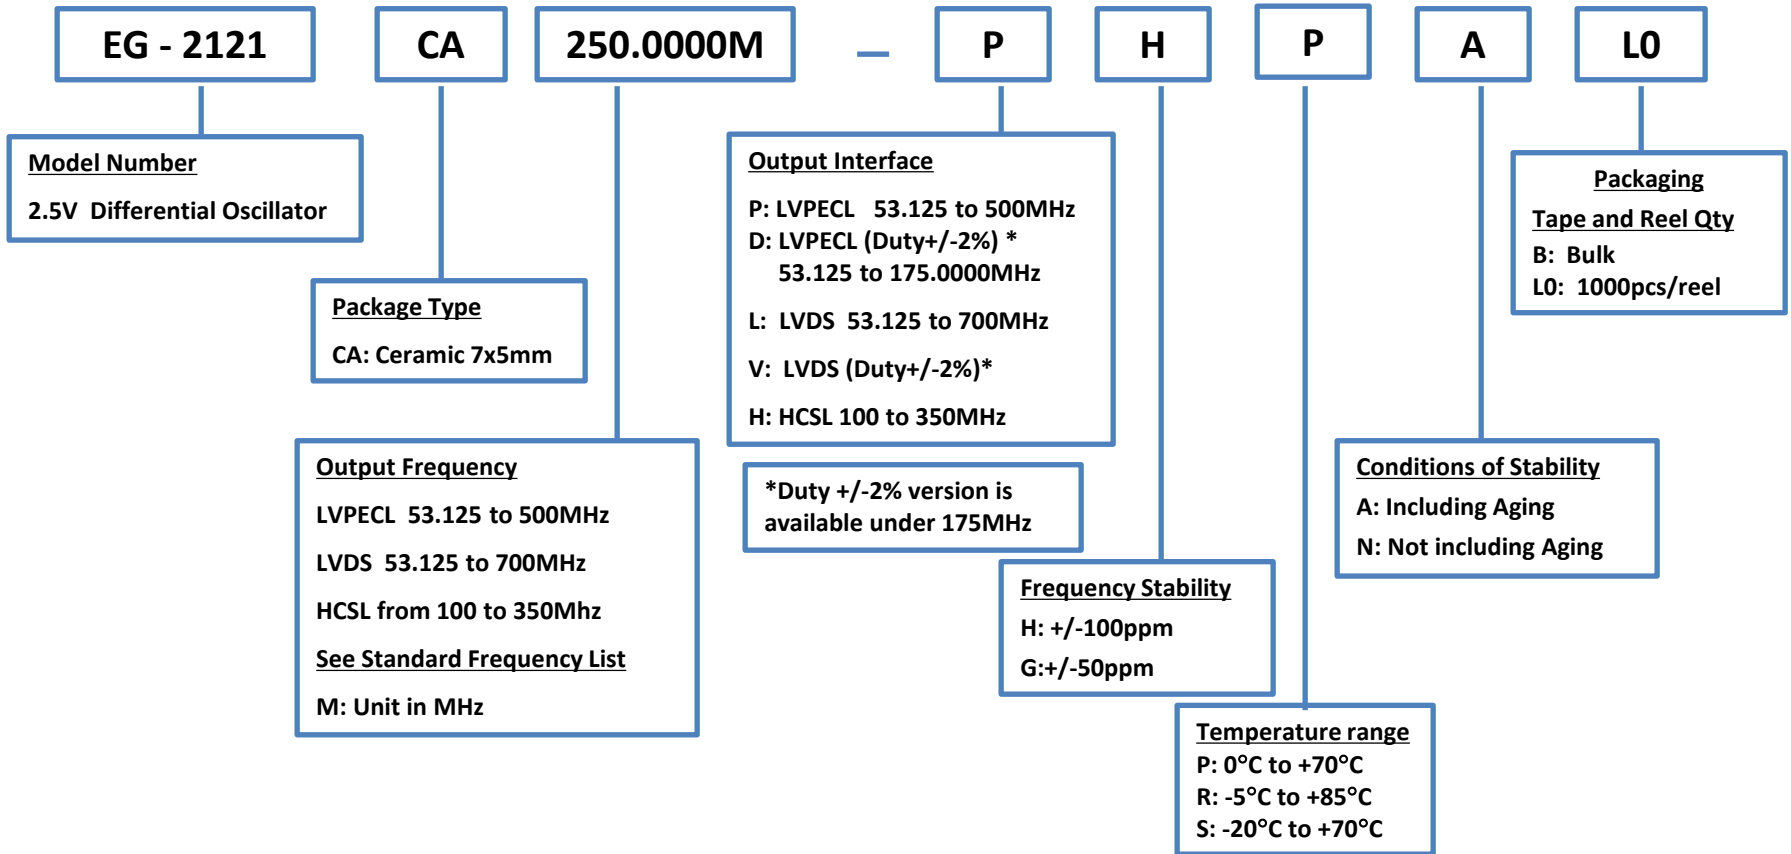 EG - 2121 CA 250.0000M – P H P A L0
Model Number
2.5V Differential Oscillator
Package Type
CA: Ceramic 7x5mm
Output Frequency
LVPECL 53.125 to 500MHz
LVDS 53.125 to 700MHz
HCSL from 100 to 350Mhz
See Standard Frequency List
M: Unit in MHz
Output Interface
P: LVPECL 53.125 to 500MHz
D: LVPECL (Duty+/-2%) *
53.125 to 175.0000MHz
L: LVDS 53.125 to 700MHz
V: LVDS (Duty+/-2%)*
H: HCSL 100 to 350MHz
*Duty +/-2% version is
available under 175MHz
Frequency Stability
H: +/-100ppm
G:+/-50ppm
Temperature range
P: 0°C to +70°C
R: -5°C to +85°C
S: -20°C to +70°C
Conditions of Stability
A: Including Aging
N: Not including Aging
Packaging
Tape and Reel Qty
B: Bulk
L0: 1000pcs/reel